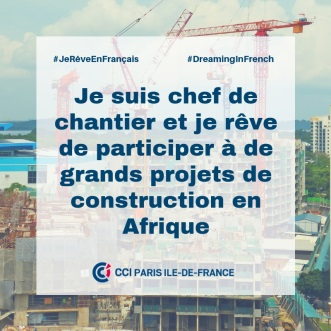 #JeRêveEnFrançais #DreamingInFrench
Je suis chef de
chantier et je rêve
de participer à de
grands projets de
construction en
Afrique
CCI PARIS ILE-DE-FRANCE